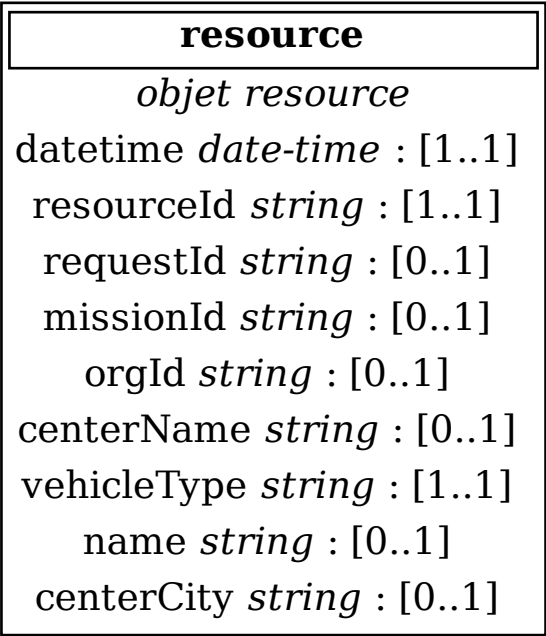 resource
objet resource
datetime date-time : [1..1]
resourceId string : [1..1]
requestId string : [0..1]
missionId string : [0..1]
orgId string : [0..1]
centerName string : [0..1]
vehicleType string : [1..1]
name string : [0..1]
centerCity string : [0..1]